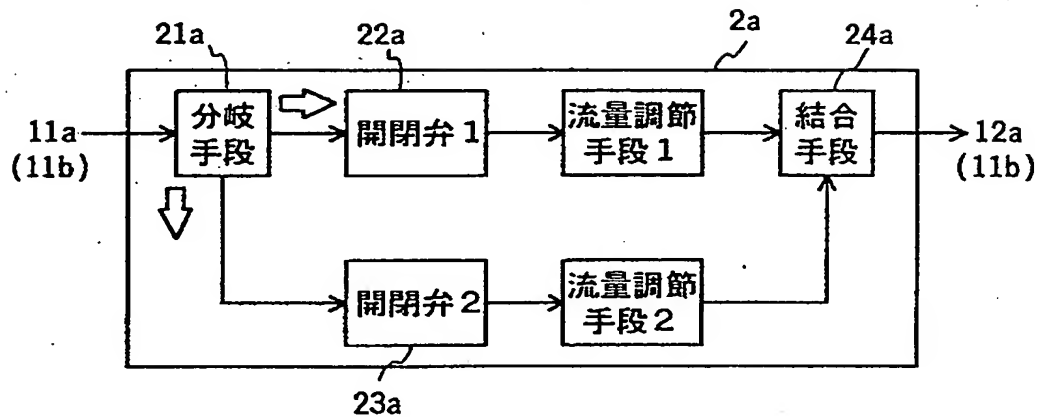 21a
22a
2a
24a
11a
(11b)
分岐
手段
開閉弁1
流量調節
手段1
結合
手段
12a
(11b)
開閉弁2
流量調節
手段2
23a